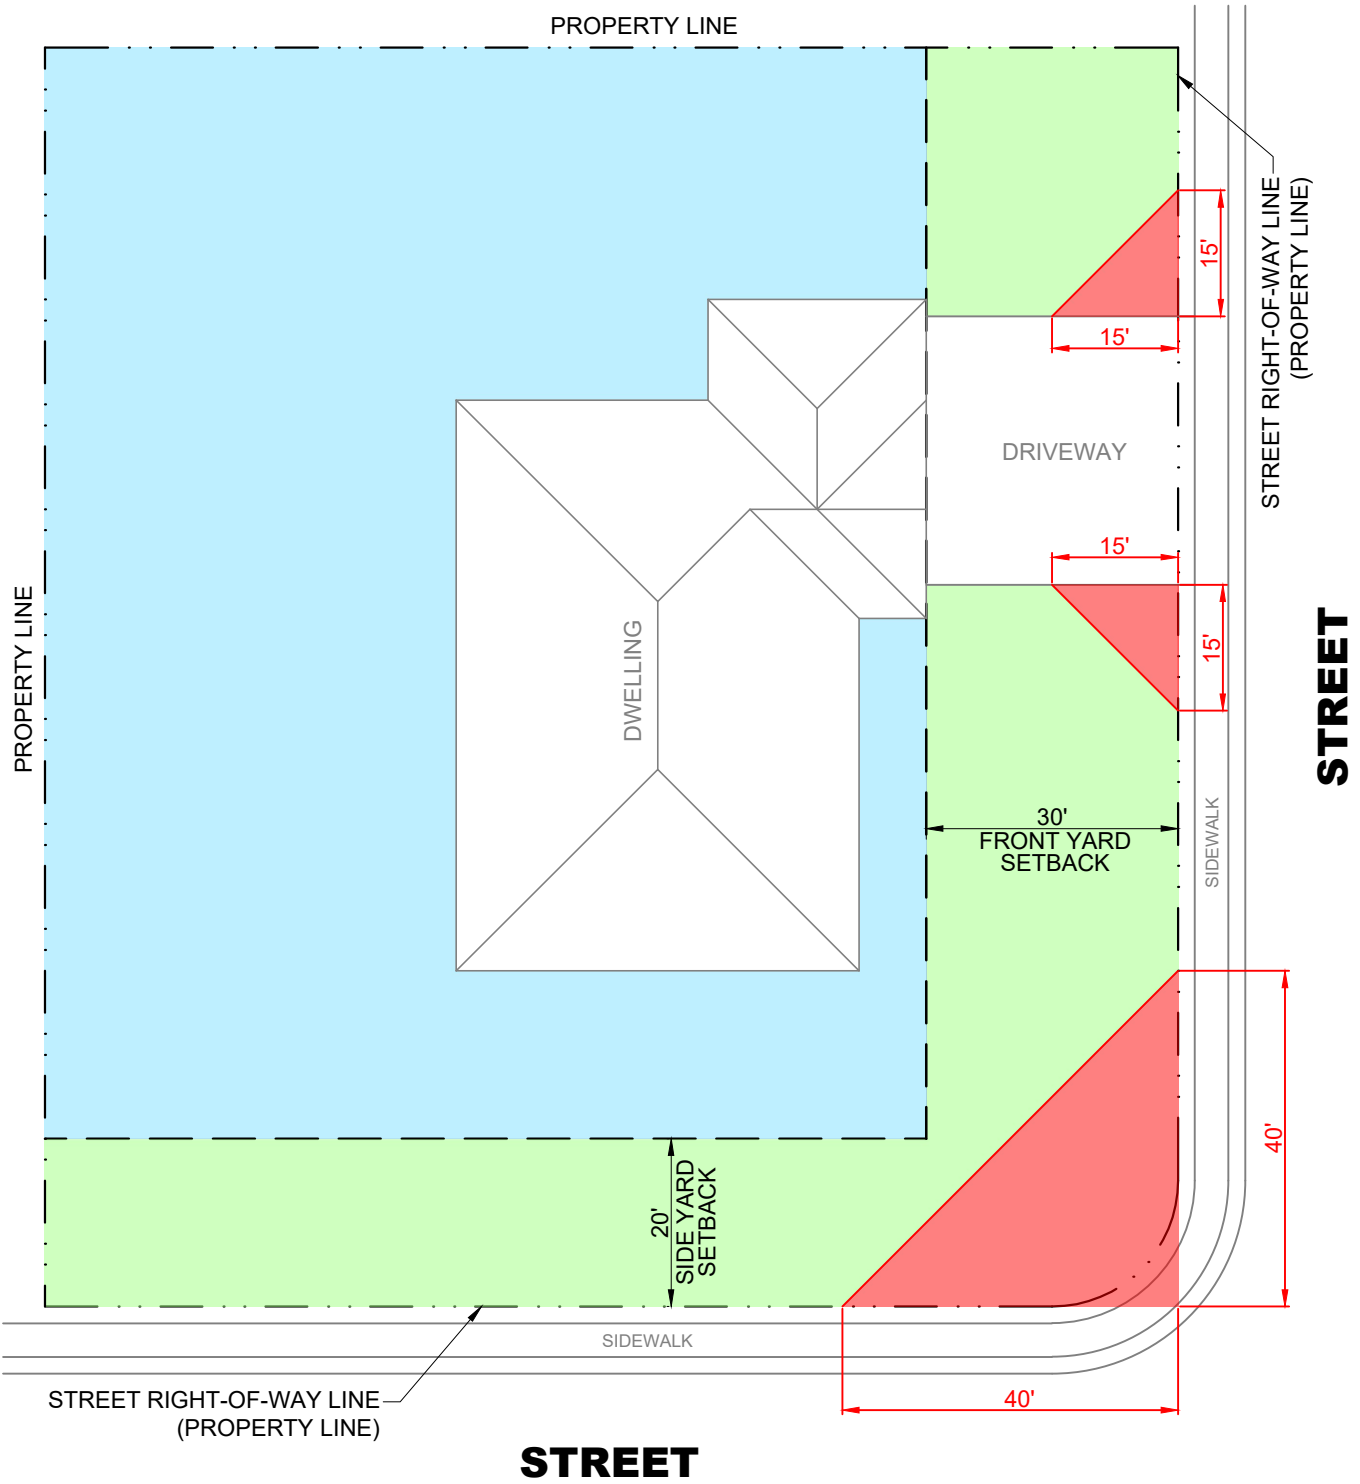 PROPERTY LINE
STREET RIGHT-OF-WAY LINE
(PROPERTY LINE)
15'
15'
DRIVEWAY
15'
15'
PROPERTY LINE
DWELLING
STREET
30'
FRONT YARD
SETBACK
SIDEWALK
40'
20'
SIDE YARD
SETBACK
SIDEWALK
STREET RIGHT-OF-WAY LINE
(PROPERTY LINE)
40'
STREET